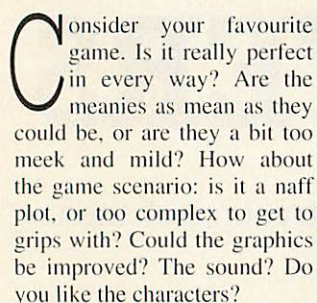 Consider your favourite
game. Is it really perfect
in every way? Are the
meanies as mean as they
could be, or are they a bit too
meek and mild? How about
the game scenario: is it a naff
plot, or too complex to get to
grips with? Could the graphics
be improved? The sound? Do
you like the characters?